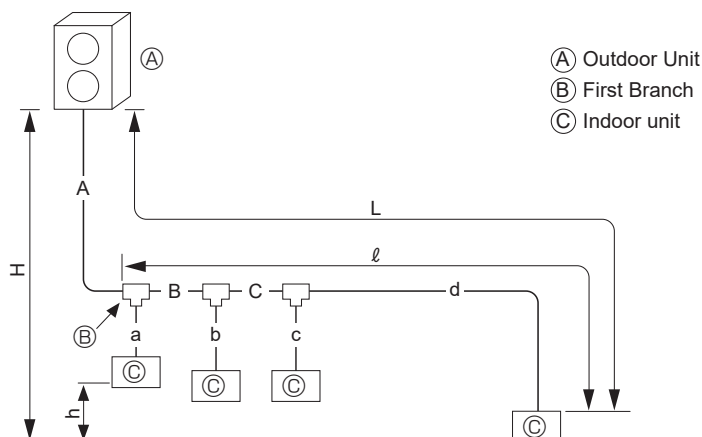 Ⓐ
Ⓐ Outdoor Unit
Ⓑ First Branch
Ⓒ Indoor unit
A
L
H
ℓ
B C d
Ⓑ a b c
Ⓒ Ⓒ Ⓒ
h
Ⓒ